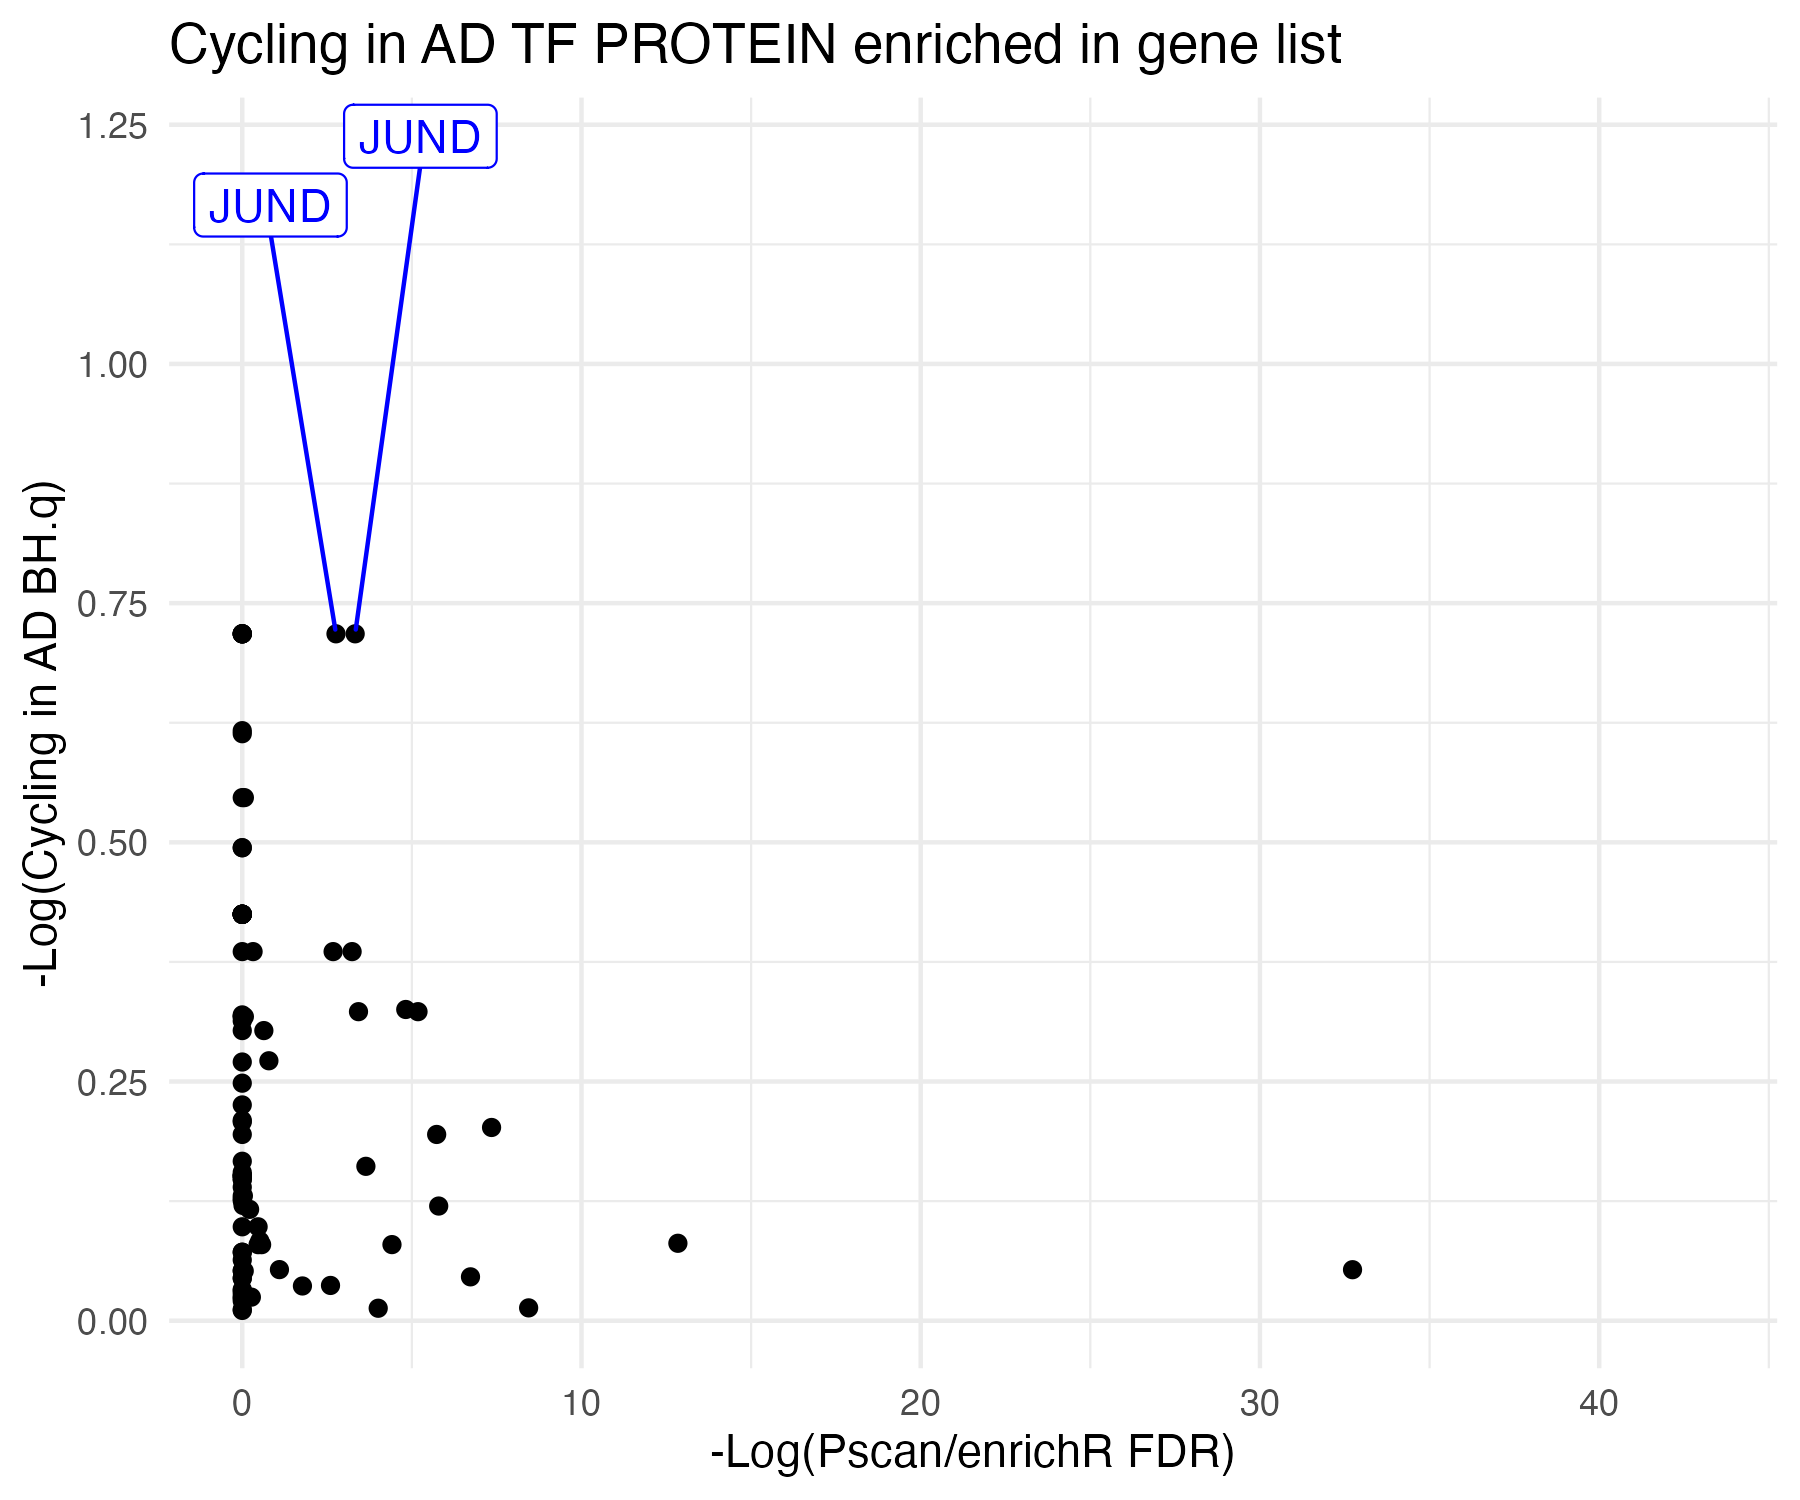 Cycling in AD TF PROTEIN enriched in gene list
JUND
JUND
1.25
1.00
0.75
0.50
0.25
0.00
-Log(Cycling in AD BH.q)
0 10 20 30 40
-Log(Pscan/enrichR FDR)